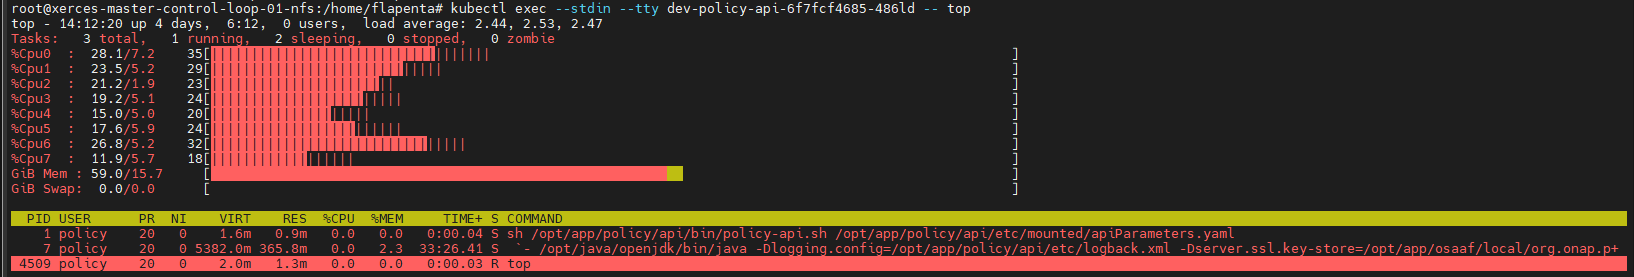 root@xerces-master-control-loop-01-nfs:/home/flapenta# kubectl exec --stdin --tty dev-policy-api-6f7fcf4685-486ld -- top
top - 14:12:20 up 4 days,  6:12,  0 users,  load average: 2.44, 2.53, 2.47
Tasks:   3 total,   1 running,   2 sleeping,   0 stopped,   0 zombie
%Cpu0  :  28.1/7.2    35[||||||||||||||||||||||||||||||||||| ]
%Cpu1  :  23.5/5.2    29[||||||||||||||||||||||||||||| ]
%Cpu2  :  21.2/1.9    23[||||||||||||||||||||||| ]
%Cpu3  :  19.2/5.1    24[|||||||||||||||||||||||| ]
%Cpu4  :  15.0/5.0    20[|||||||||||||||||||| ]
%Cpu5  :  17.6/5.9    24[|||||||||||||||||||||||| ]
%Cpu6  :  26.8/5.2    32[|||||||||||||||||||||||||||||||| ]
%Cpu7  :  11.9/5.7    18[|||||||||||||||||| ]
GiB Mem : 59.0/15.7     [ ]
GiB Swap:  0.0/0.0      [ ]
  PID USER      PR  NI    VIRT    RES  %CPU  %MEM     TIME+ S COMMAND
    1 policy    20   0    1.6m   0.9m   0.0   0.0   0:00.04 S sh /opt/app/policy/api/bin/policy-api.sh /opt/app/policy/api/etc/mounted/apiParameters.yaml
    7 policy    20   0 5382.0m 365.8m   0.0   2.3  33:26.41 S  `- /opt/java/openjdk/bin/java -Dlogging.config=/opt/app/policy/api/etc/logback.xml -Dserver.ssl.key-store=/opt/app/osaaf/local/org.onap.p+
 4509 policy    20   0    2.0m   1.3m   0.0   0.0   0:00.03 R top